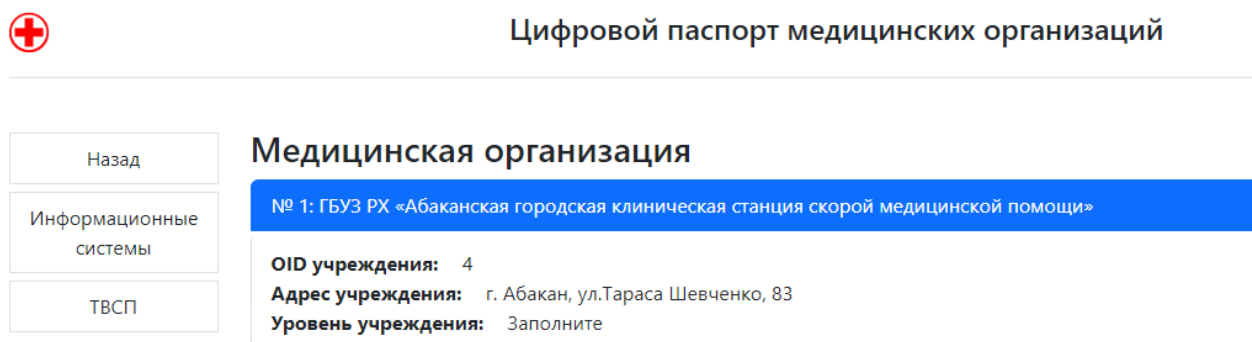 Цифровой паспорт медицинских организаций
Назад
Информационные
системы
ТВСП
Медицинская организация
№ 1: ГБУЗ РХ «Абаканская городская клиническая станция скорой медицинской помощи»
OID учреждения: 4
Адрес учреждения: г. Абакан, ул.Тараса Шевченко, 83
Уровень учреждения: Заполните